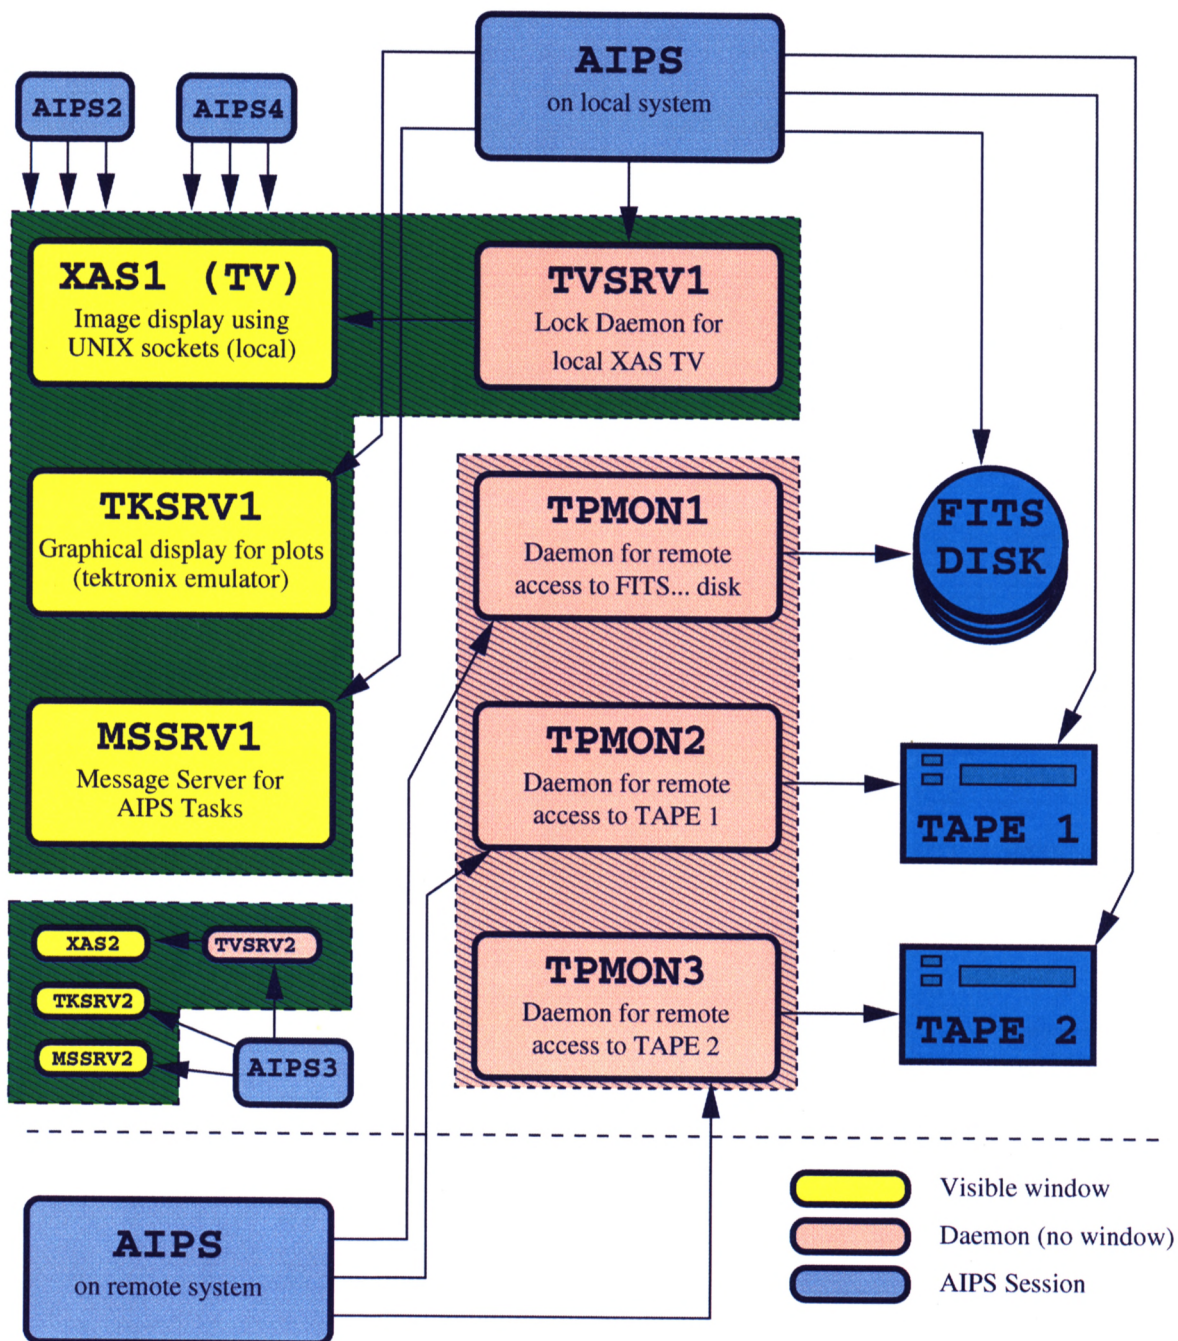 AIPS
on local system
AIPS2
AIPS4
XAS1 (TV)
Image display using
UNIX sockets (local)
TVSRV1
Lock Daemon for
local XAS TV
TKSRV1
Graphical display for plots
(tektronix emulator)
TPMON1
Daemon for remote
access to FITS... disk
FITS
DISK
MSSRV1
Message Server for
AIPS Tasks
TPMON2
Daemon for remote
access to TAPE 1
TAPE 1
XAS2
TVSRV2
TKSRV2
MSSRV2
AIPS3
TPMON3
Daemon for remote
access to TAPE 2
TAPE 2
AIPS
on remote system
Visible window
Daemon (no window)
AIPS Session